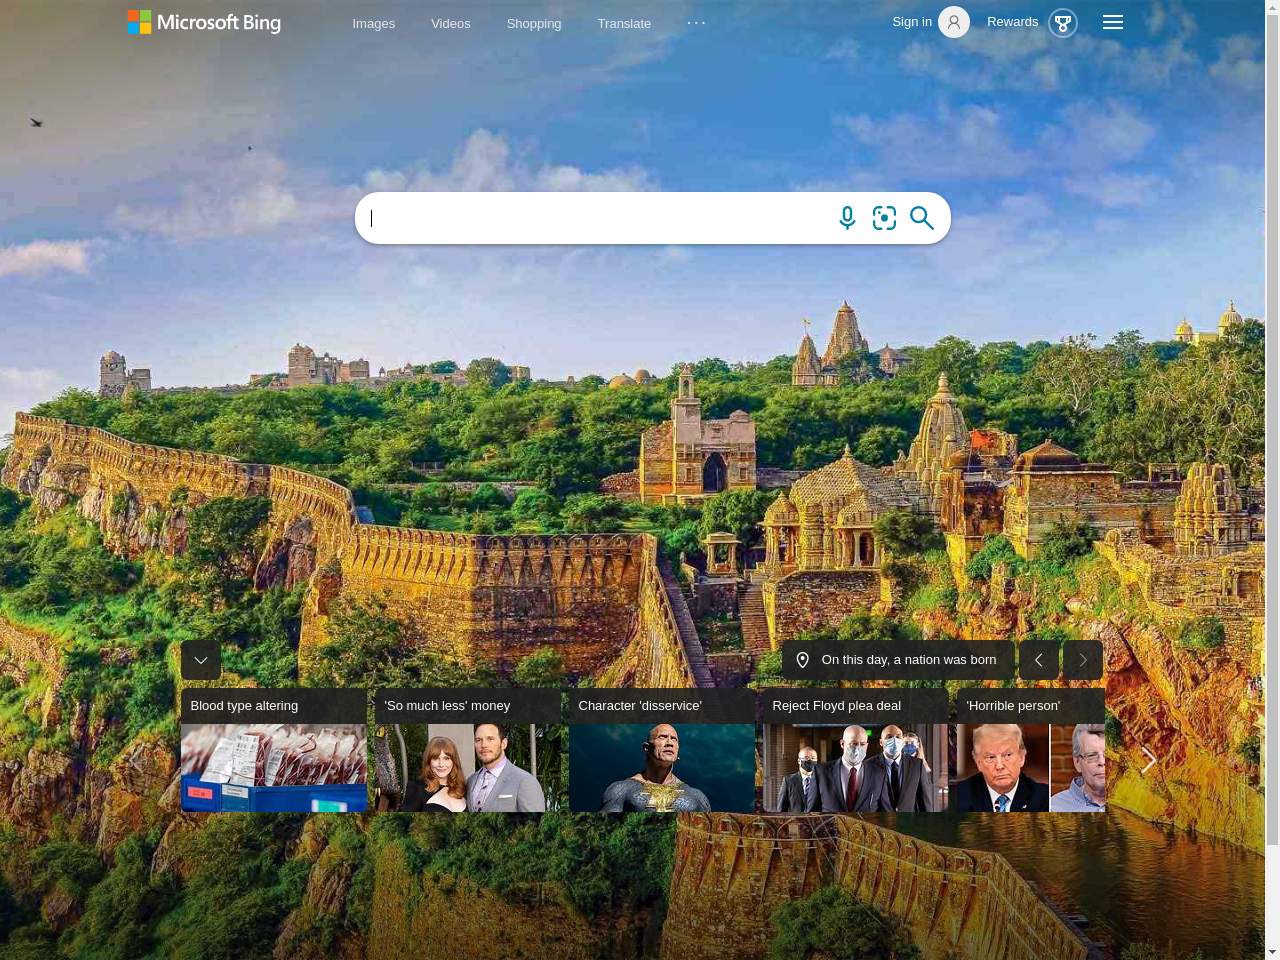 Microsoft Bing
Images Videos Shopping Translate ...
Sign in Rewards
On this day, a nation was born
Blood type altering
'So much less' money
Character 'disservice'
Reject Floyd plea deal
'Horrible person'